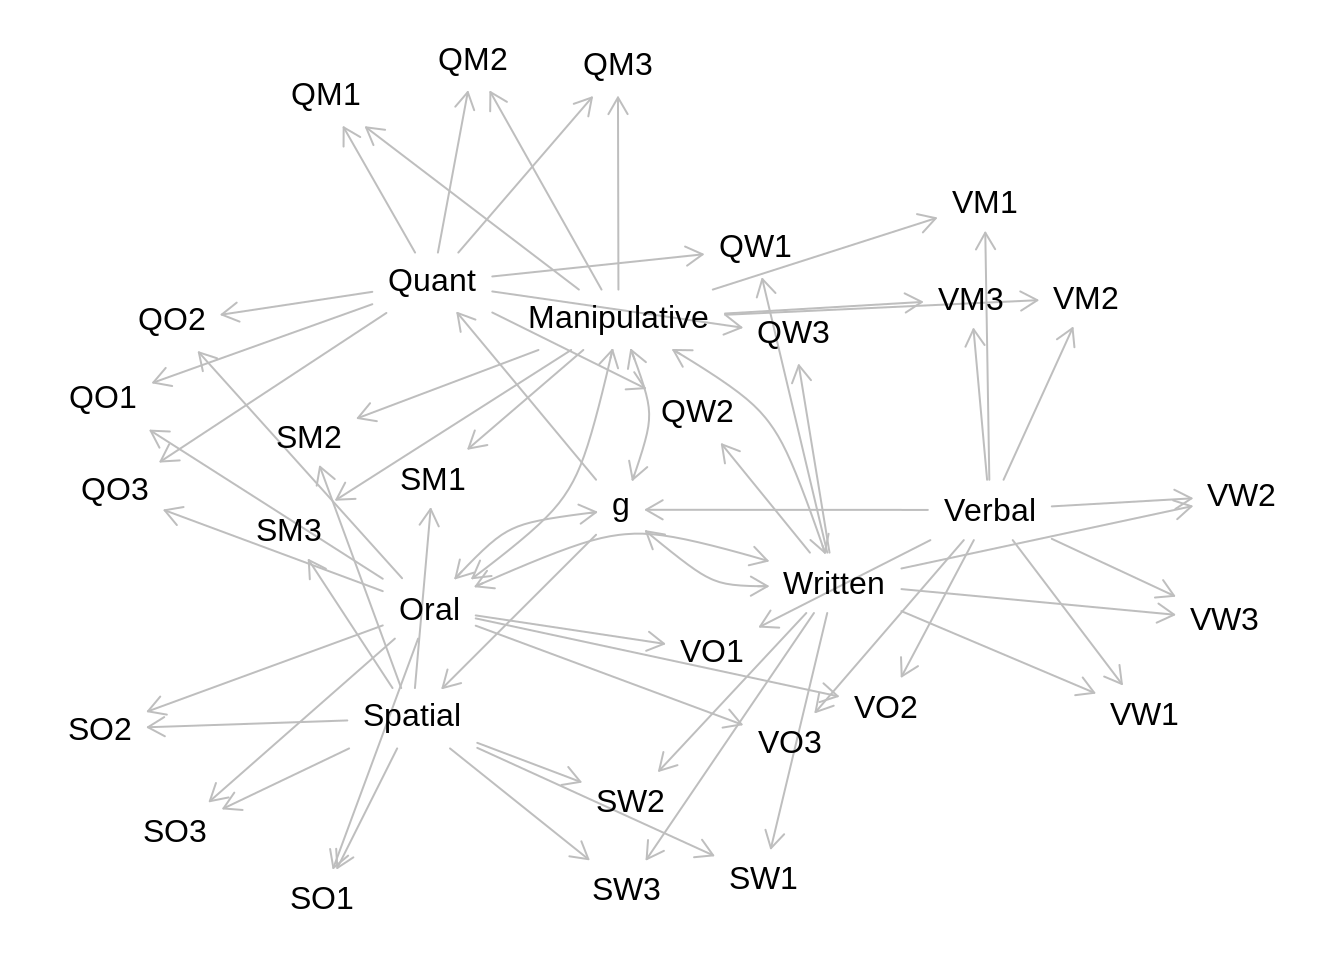 QM2
QM3
QM1
VM1
QW1
Quant
VM3
VM2
QO2
Manipulative
QW3
QO1
QW2
SM2
SM1
QO3
VW2
g
Verbal
SM3
Written
Oral
VW3
VO1
Spatial
VO2
VW1
SO2
VO3
SW2
SO3
SW1
SW3
SO1